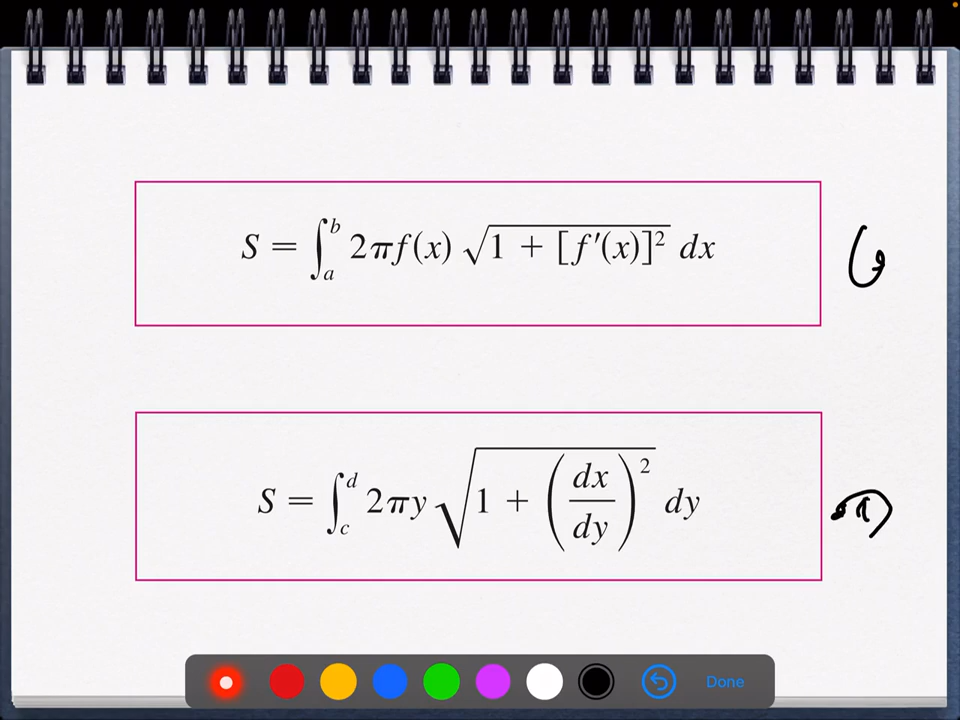 S = ∫_a^b 2πf(x) √(1 + [f′(x)]²) dx
S = ∫_c^d 2πy √(1 + (dx/dy)²) dy
Done